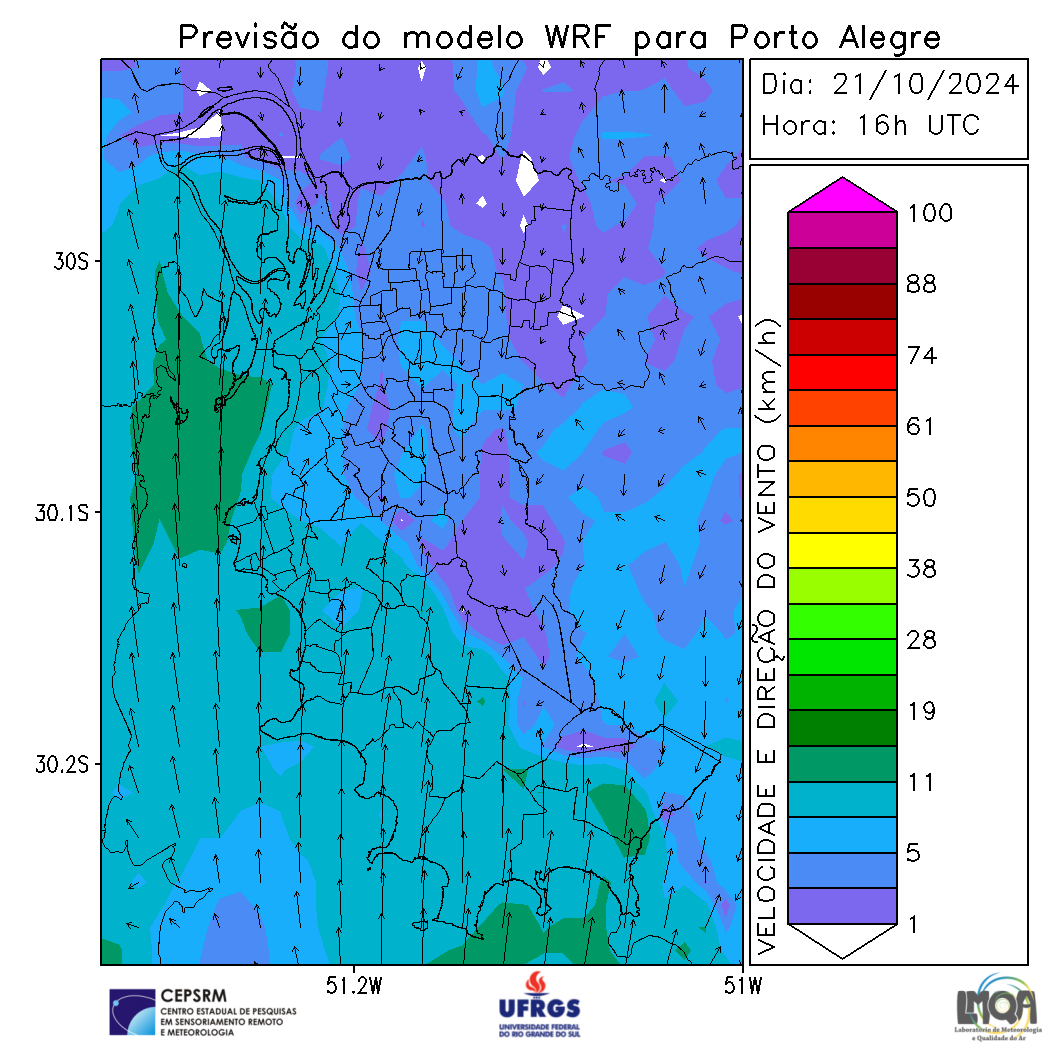 Previsão do modelo WRF para Porto Alegre
Dia: 21/10/2024
Hora: 16h UTC
30S
30.1S
30.2S
51.2W
51W
VELOCIDADE E DIREÇÃO DO VENTO (km/h)
100
88
74
61
50
38
28
19
11
5
1
CEPSRM
CENTRO ESTADUAL DE PESQUISAS
EM SENSORIAMENTO REMOTO
E METEOROLOGIA
UFRGS
UNIVERSIDADE FEDERAL
DO RIO GRANDE DO SUL
LMQA
Laboratório de Meteorologia
e Qualidade do Ar